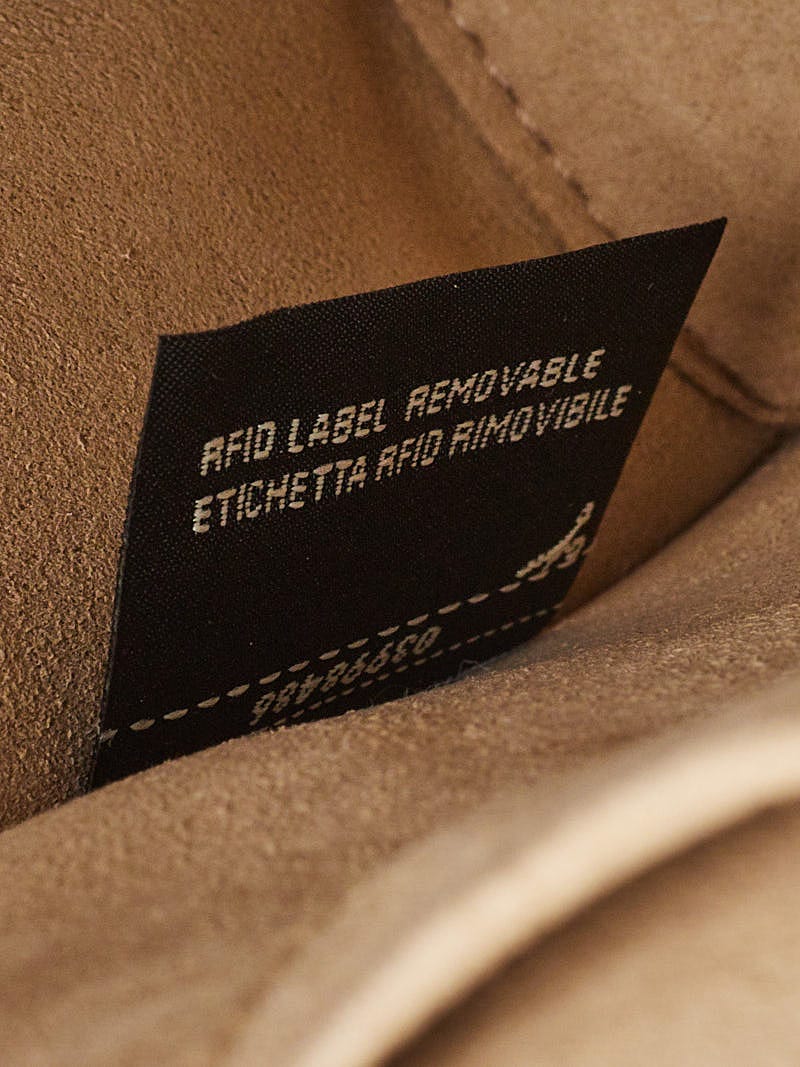 RFID LABEL REMOVABLE
ETICHETTA RFID RIMOVIBILE